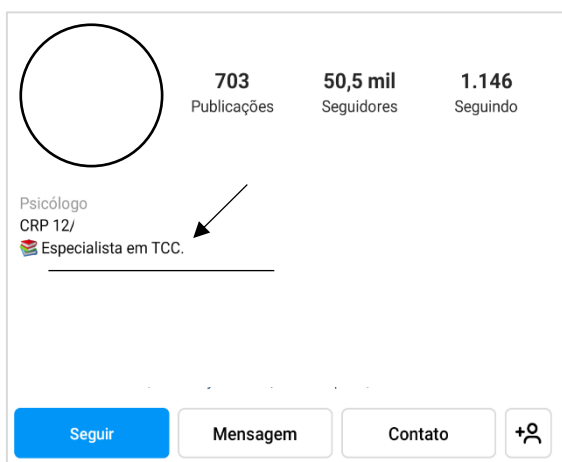 703 50,5 mil 1.146
Publicações Seguidores Seguindo
Psicólogo
CRP 12/
📚 Especialista em TCC.
Seguir Mensagem Contato